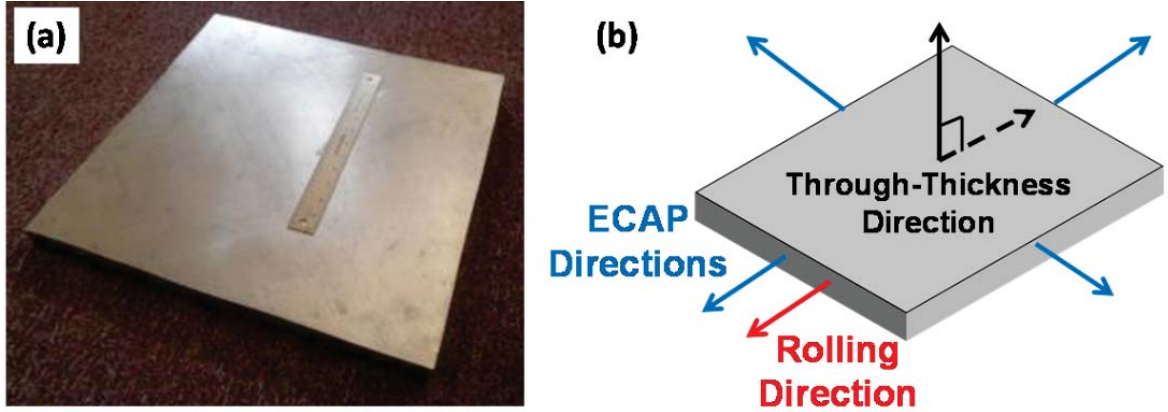 (a)
(b)
Through-Thickness
Direction
ECAP
Directions
Rolling
Direction